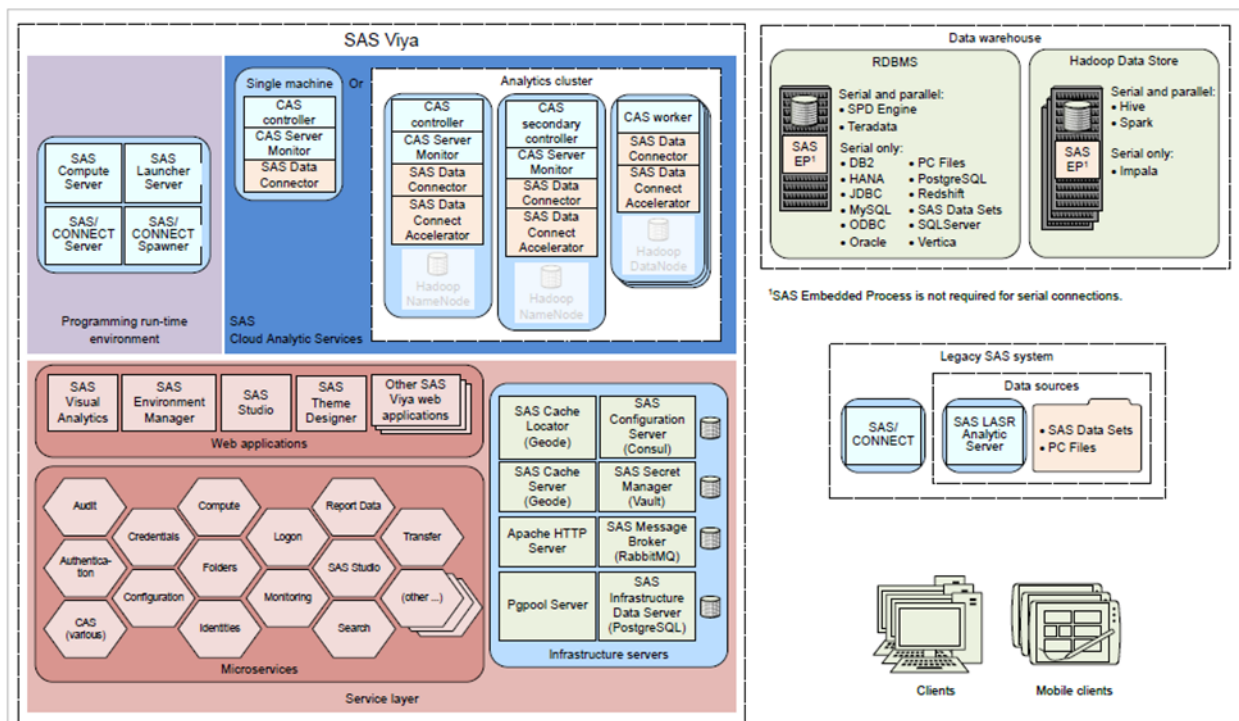 SAS Viya
Programming run-time
environment
SAS
Compute
Server
SAS
Launcher
Server
SAS/
CONNECT
Server
SAS/
CONNECT
Spawner
SAS
Cloud Analytic Services
Single machine
CAS
controller
CAS Server
Monitor
SAS Data
Connector
Or
Analytics cluster
CAS
controller
CAS Server
Monitor
SAS Data
Connector
SAS Data
Connect
Accelerator
Hadoop
NameNode
CAS
secondary
controller
CAS Server
Monitor
SAS Data
Connector
SAS Data
Connect
Accelerator
Hadoop
NameNode
CAS worker
SAS Data
Connector
SAS Data
Connect
Accelerator
Hadoop
DataNode
SAS
Visual
Analytics
SAS
Environment
Manager
SAS
Studio
SAS
Theme
Designer
Other SAS
Viya web
applications
Web applications
Audit
Authentica-
tion
CAS
(various)
Credentials
Configuration
Compute
Folders
Identities
Logon
Monitoring
Report Data
SAS Studio
Search
Transfer
(other ...)
Microservices
SAS Cache
Locator
(Geode)
SAS
Configuration
Server
(Consul)
SAS Cache
Server
(Geode)
SAS Secret
Manager
(Vault)
Apache HTTP
Server
SAS Message
Broker
(RabbitMQ)
Pgpool Server
SAS
Infrastructure
Data Server
(PostgreSQL)
Infrastructure servers
Service layer
Data warehouse
RDBMS
SAS
EP¹
Serial and parallel:
• SPD Engine
• Teradata
Serial only:
• DB2
• HANA
• JDBC
• MySQL
• ODBC
• Oracle
• PC Files
• PostgreSQL
• Redshift
• SAS Data Sets
• SQLServer
• Vertica
Hadoop Data Store
SAS
EP¹
Serial and parallel:
• Hive
• Spark
Serial only:
• Impala
¹SAS Embedded Process is not required for serial connections.
Legacy SAS system
SAS/
CONNECT
Data sources
SAS LASR
Analytic
Server
• SAS Data Sets
• PC Files
Clients
Mobile clients